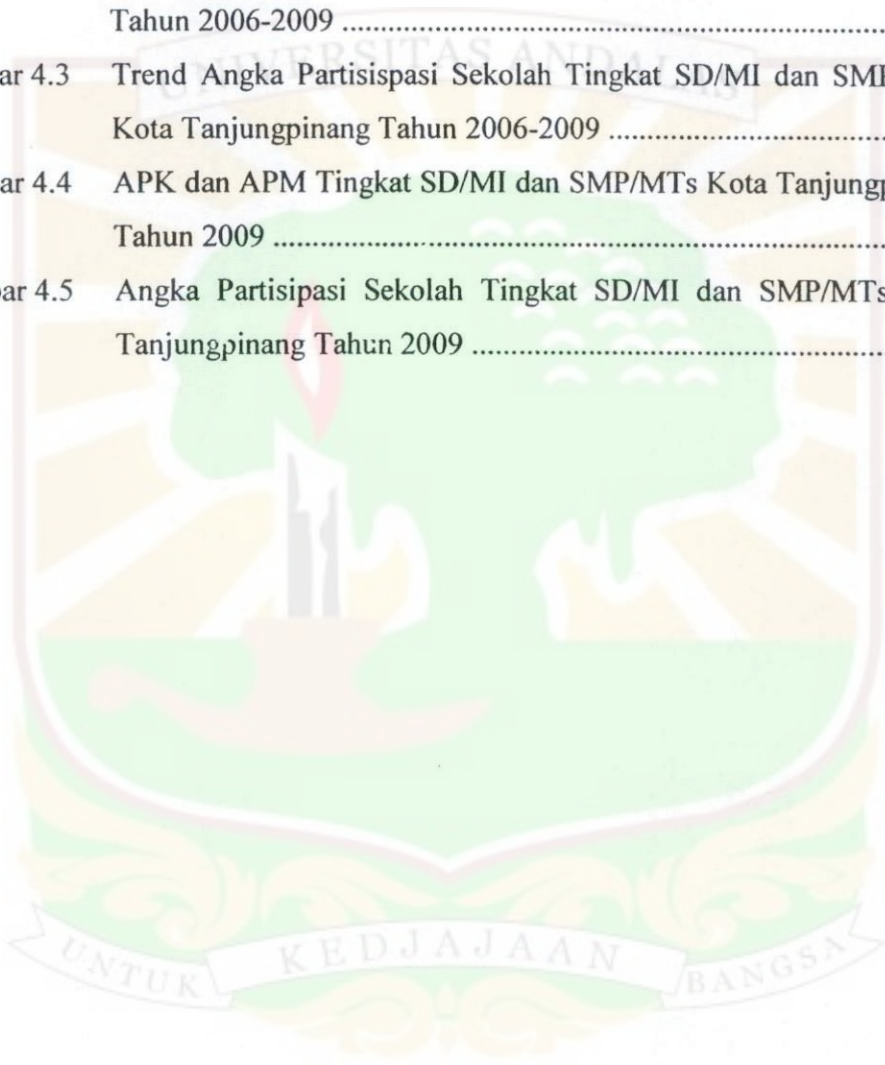 Tahun 2006-2009 ........................................................................
ar 4.3 Trend Angka Partisispasi Sekolah Tingkat SD/MI dan SMP
Kota Tanjungpinang Tahun 2006-2009 ....................................
ar 4.4 APK dan APM Tingkat SD/MI dan SMP/MTs Kota Tanjungp
Tahun 2009 ................................................................................
ar 4.5 Angka Partisipasi Sekolah Tingkat SD/MI dan SMP/MTs
Tanjungpinang Tahun 2009 ......................................................
UNIVERSITAS ANDALAS
UNTUK KEDJAJAAN BANGSA